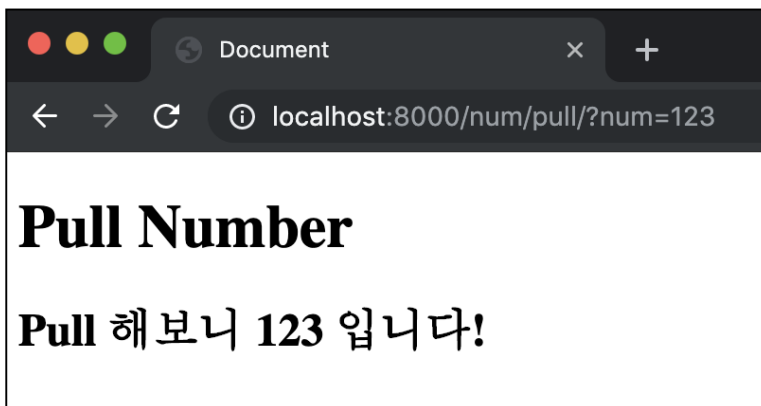 Document
localhost:8000/num/pull/?num=123
Pull Number
Pull 해보니 123 입니다!